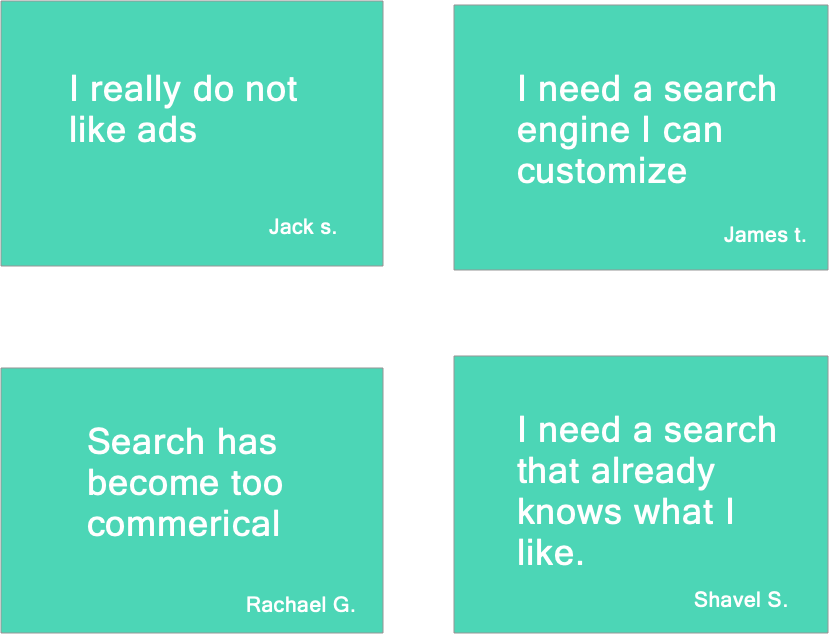 I really do not
like ads
Jack s.
I need a search
engine I can
customize
James t.
Search has
become too
commerical
Rachael G.
I need a search
that already
knows what I
like.
Shavel S.